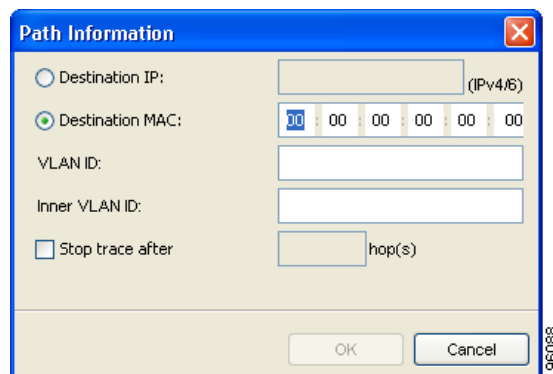 Path Information
Destination IP: (IPv4/6)
Destination MAC: 00 : 00 : 00 : 00 : 00 : 00
VLAN ID:
Inner VLAN ID:
Stop trace after hop(s)
OK Cancel